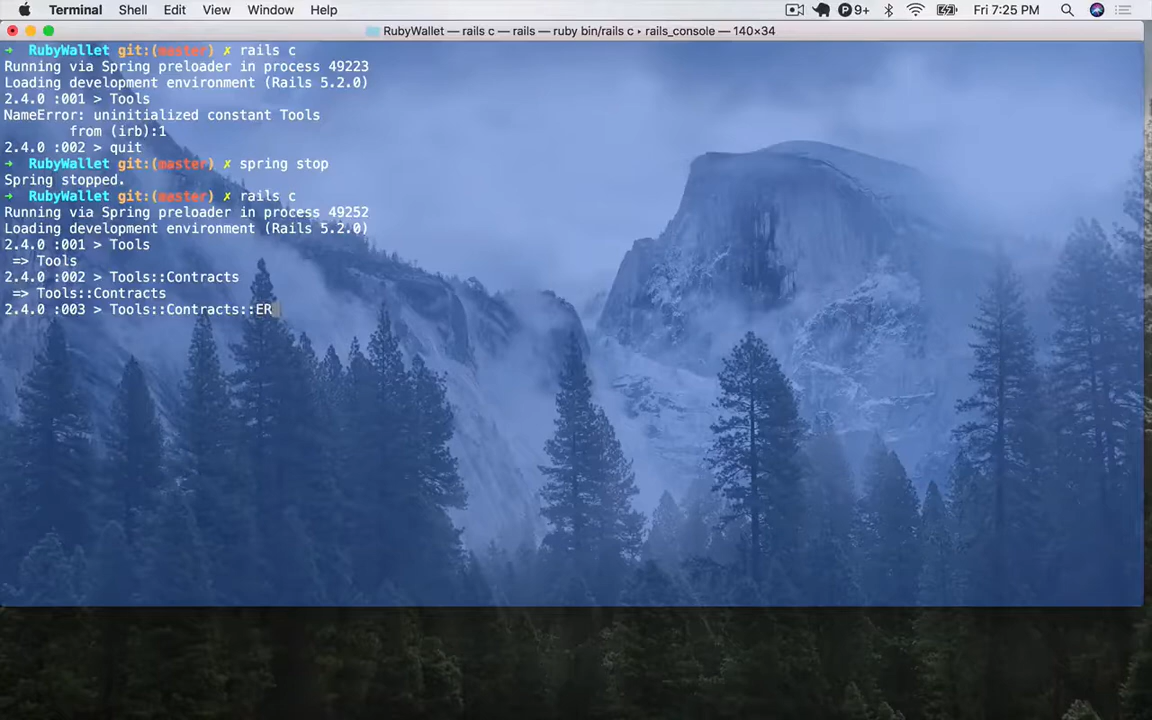 Terminal Shell Edit View Window Help 9+ Fri 7:25 PM
RubyWallet — rails c — rails — ruby bin/rails c ▸ rails_console — 140×34
→ RubyWallet git:(master) ✗ rails c
Running via Spring preloader in process 49223
Loading development environment (Rails 5.2.0)
2.4.0 :001 > Tools
NameError: uninitialized constant Tools
from (irb):1
2.4.0 :002 > quit
→ RubyWallet git:(master) ✗ spring stop
Spring stopped.
→ RubyWallet git:(master) ✗ rails c
Running via Spring preloader in process 49252
Loading development environment (Rails 5.2.0)
2.4.0 :001 > Tools
=> Tools
2.4.0 :002 > Tools::Contracts
=> Tools::Contracts
2.4.0 :003 > Tools::Contracts::ER